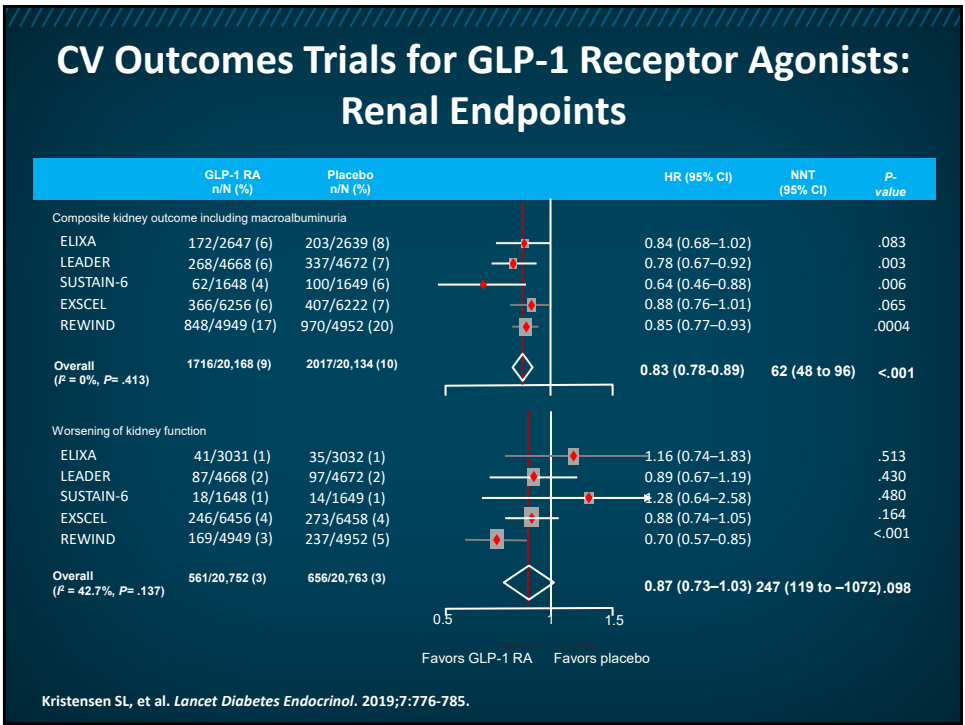 CV Outcomes Trials for GLP-1 Receptor Agonists:
Renal Endpoints
GLP-1 RA n/N (%) Placebo n/N (%) HR (95% CI) NNT (95% CI) P-value
Composite kidney outcome including macroalbuminuria
ELIXA 172/2647 (6) 203/2639 (8) 0.84 (0.68–1.02) .083
LEADER 268/4668 (6) 337/4672 (7) 0.78 (0.67–0.92) .003
SUSTAIN-6 62/1648 (4) 100/1649 (6) 0.64 (0.46–0.88) .006
EXSCEL 366/6256 (6) 407/6222 (7) 0.88 (0.76–1.01) .065
REWIND 848/4949 (17) 970/4952 (20) 0.85 (0.77–0.93) .0004
Overall 1716/20,168 (9) 2017/20,134 (10) 0.83 (0.78-0.89) 62 (48 to 96) <.001
(I² = 0%, P= .413)
Worsening of kidney function
ELIXA 41/3031 (1) 35/3032 (1) 1.16 (0.74–1.83) .513
LEADER 87/4668 (2) 97/4672 (2) 0.89 (0.67–1.19) .430
SUSTAIN-6 18/1648 (1) 14/1649 (1) 1.28 (0.64–2.58) .480
EXSCEL 246/6456 (4) 273/6458 (4) 0.88 (0.74–1.05) .164
REWIND 169/4949 (3) 237/4952 (5) 0.70 (0.57–0.85) <.001
Overall 561/20,752 (3) 656/20,763 (3) 0.87 (0.73–1.03) 247 (119 to –1072) .098
(I² = 42.7%, P= .137)
0.5 1 1.5
Favors GLP-1 RA Favors placebo
Kristensen SL, et al. Lancet Diabetes Endocrinol. 2019;7:776-785.